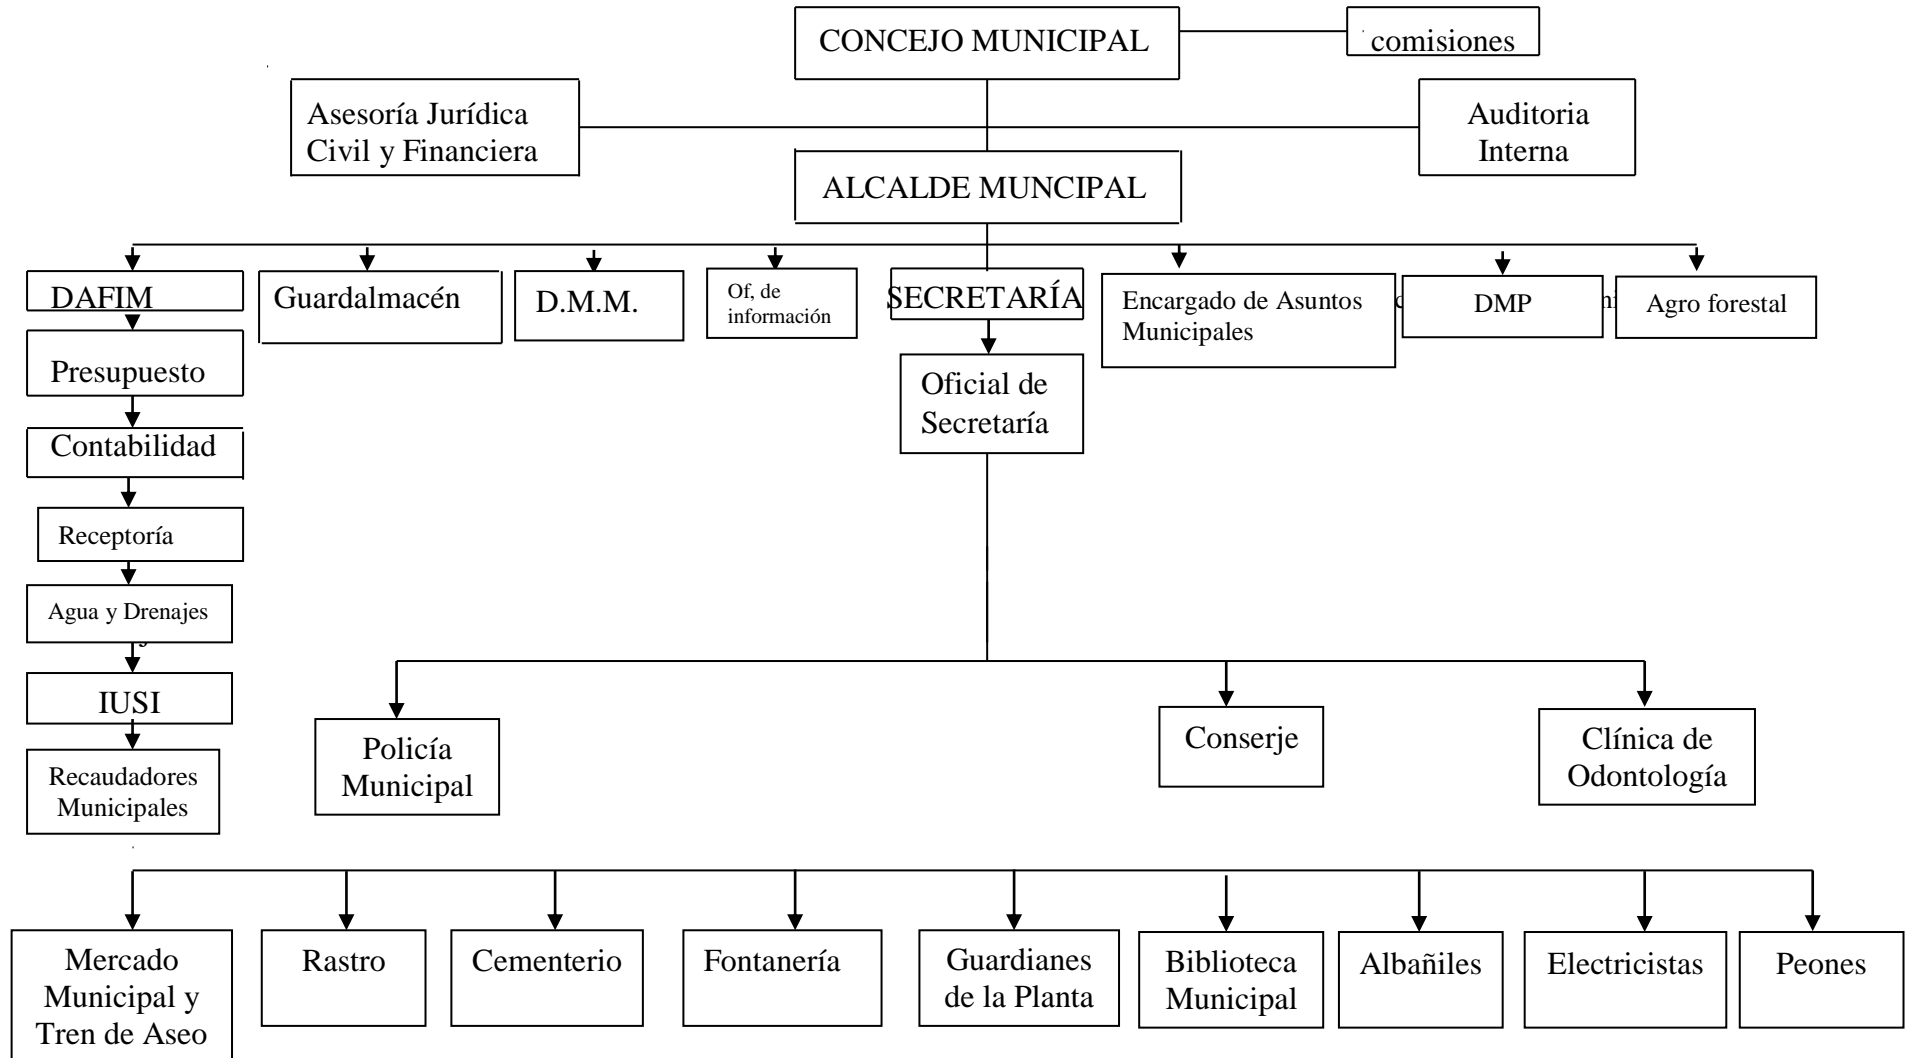 CONCEJO MUNICIPAL
comisiones
Asesoría Jurídica
Civil y Financiera
Auditoria
Interna
ALCALDE MUNCIPAL
DAFIM
Guardalmacén
D.M.M.
Of, de
información
SECRETARÍA
Encargado de Asuntos
Municipales
DMP
Agro forestal
Presupuesto
Oficial de
Secretaría
Contabilidad
Receptoría
Agua y Drenajes
IUSI
Recaudadores
Municipales
Policía
Municipal
Conserje
Clínica de
Odontología
Mercado
Municipal y
Tren de Aseo
Rastro
Cementerio
Fontanería
Guardianes
de la Planta
Biblioteca
Municipal
Albañiles
Electricistas
Peones